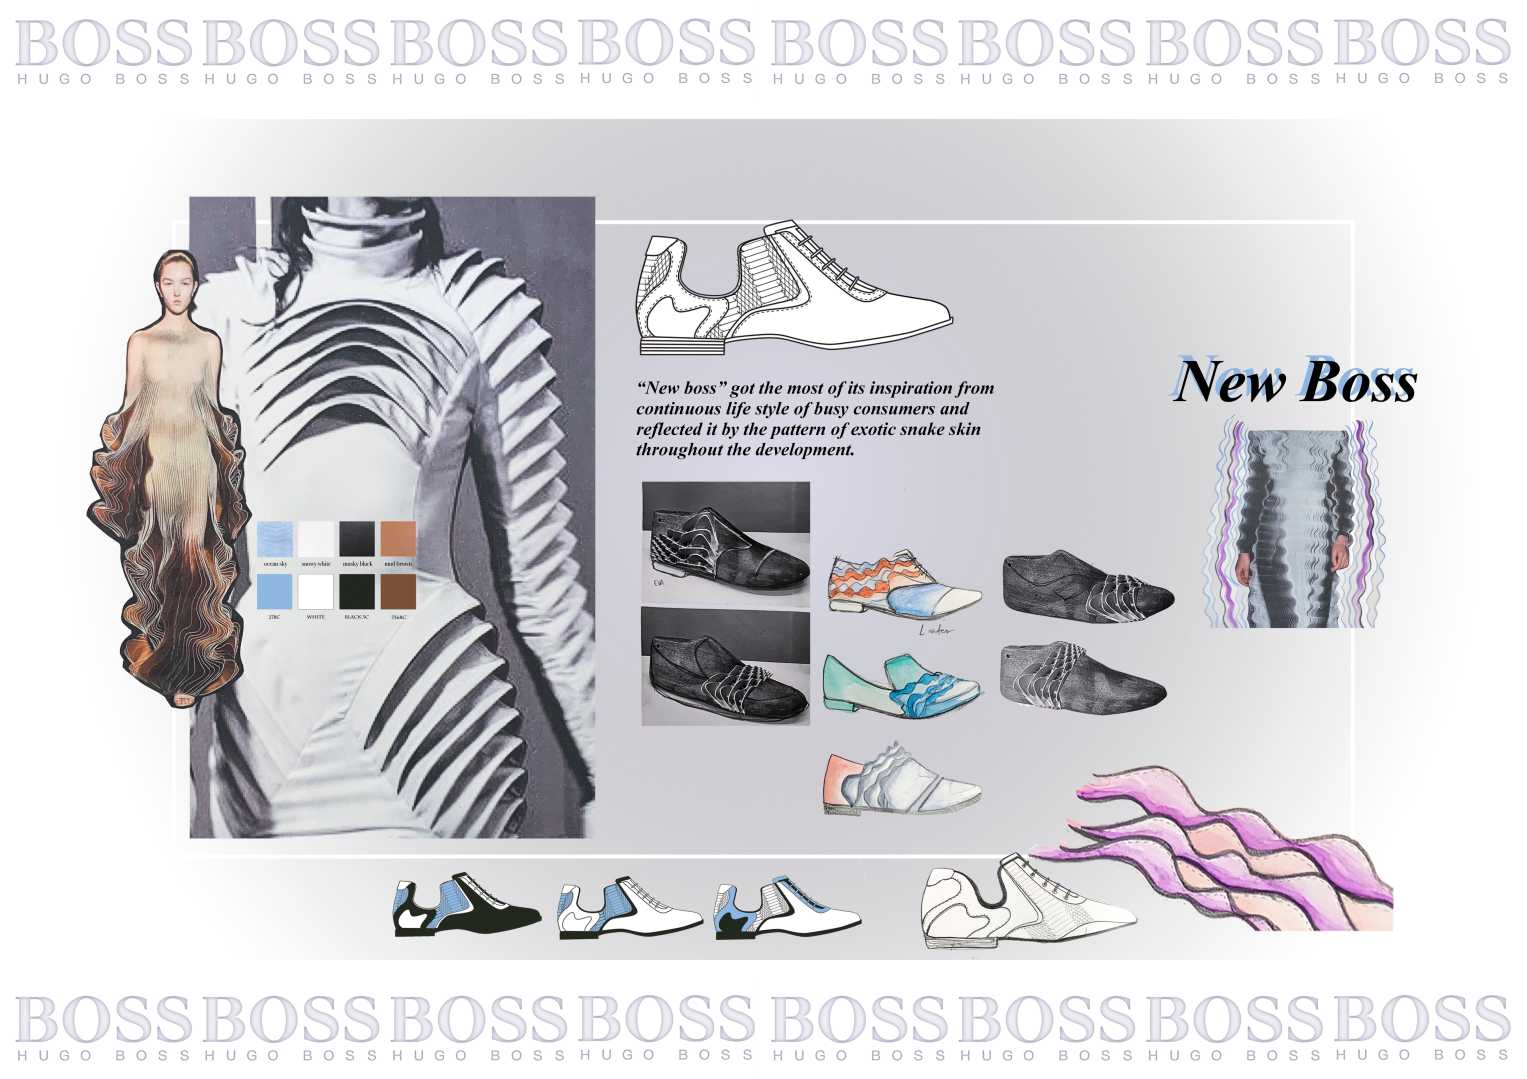 BOSS BOSS BOSS BOSS BOSS BOSS BOSS BOSS
HUGO BOSS HUGO BOSS HUGO BOSS HUGO BOSS HUGO BOSS HUGO BOSS HUGO BOSS HUGO BOSS
“New boss” got the most of its inspiration from
continuous life style of busy consumers and
reflected it by the pattern of exotic snake skin
throughout the development.
New Boss
ocean sky snowy white musky black mud brown
278C WHITE BLACK 3C 7568C
EVA
BOSS BOSS BOSS BOSS BOSS BOSS BOSS BOSS
HUGO BOSS HUGO BOSS HUGO BOSS HUGO BOSS HUGO BOSS HUGO BOSS HUGO BOSS HUGO BOSS